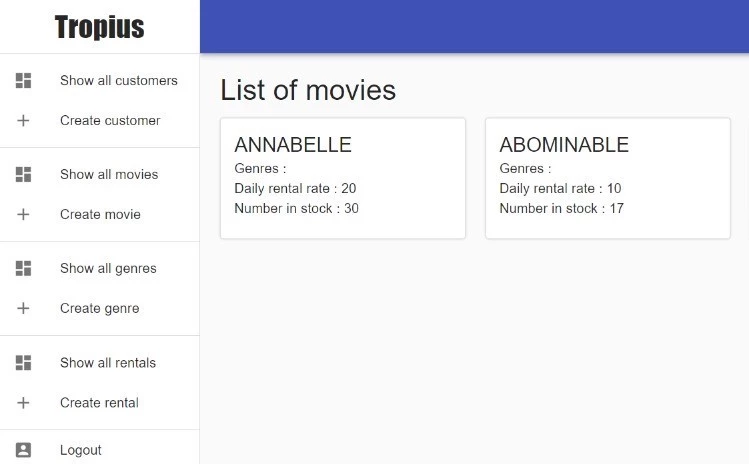 Tropius
Show all customers
Create customer
Show all movies
Create movie
Show all genres
Create genre
Show all rentals
Create rental
Logout
List of movies
ANNABELLE
Genres :
Daily rental rate : 20
Number in stock : 30
ABOMINABLE
Genres :
Daily rental rate : 10
Number in stock : 17